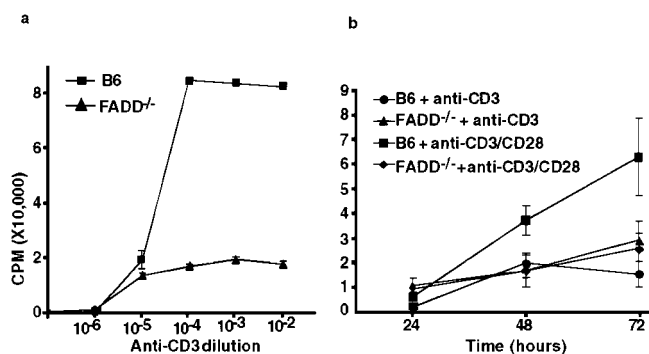 a
B6
FADD-/-
CPM (X10,000)
8
6
4
2
0
10-6
10-5
10-4
10-3
10-2
Anti-CD3dilution
b
B6 + anti-CD3
FADD-/- + anti-CD3
B6 + anti-CD3/CD28
FADD-/-+anti-CD3/CD28
9
8
7
6
5
4
3
2
1
0
24
48
72
Time (hours)